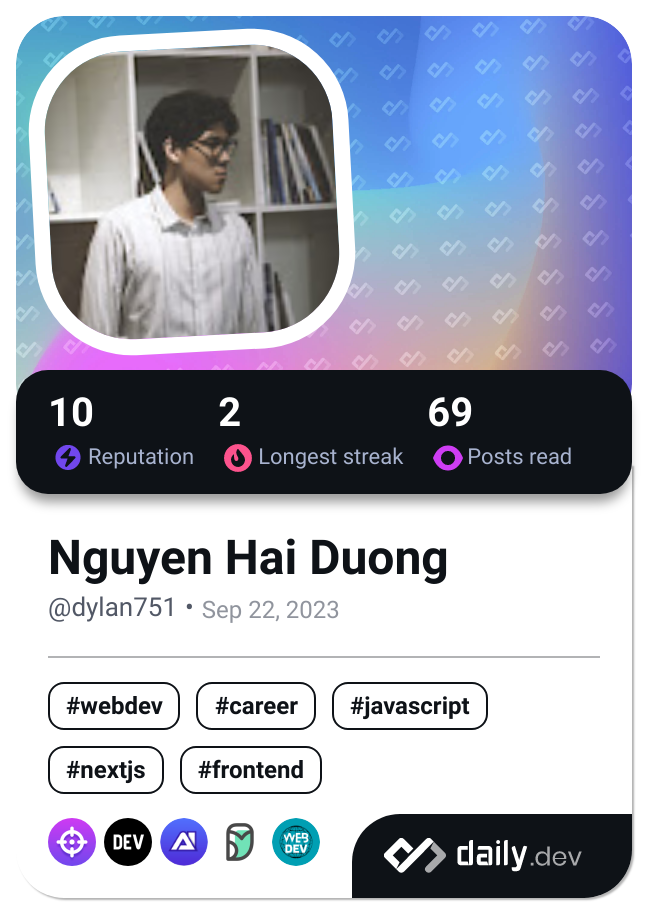 10 2 69
Reputation Longest streak Posts read
Nguyen Hai Duong
@dylan751 • Sep 22, 2023
#webdev #career #javascript
#nextjs #frontend
DEV WEB DEV
daily.dev